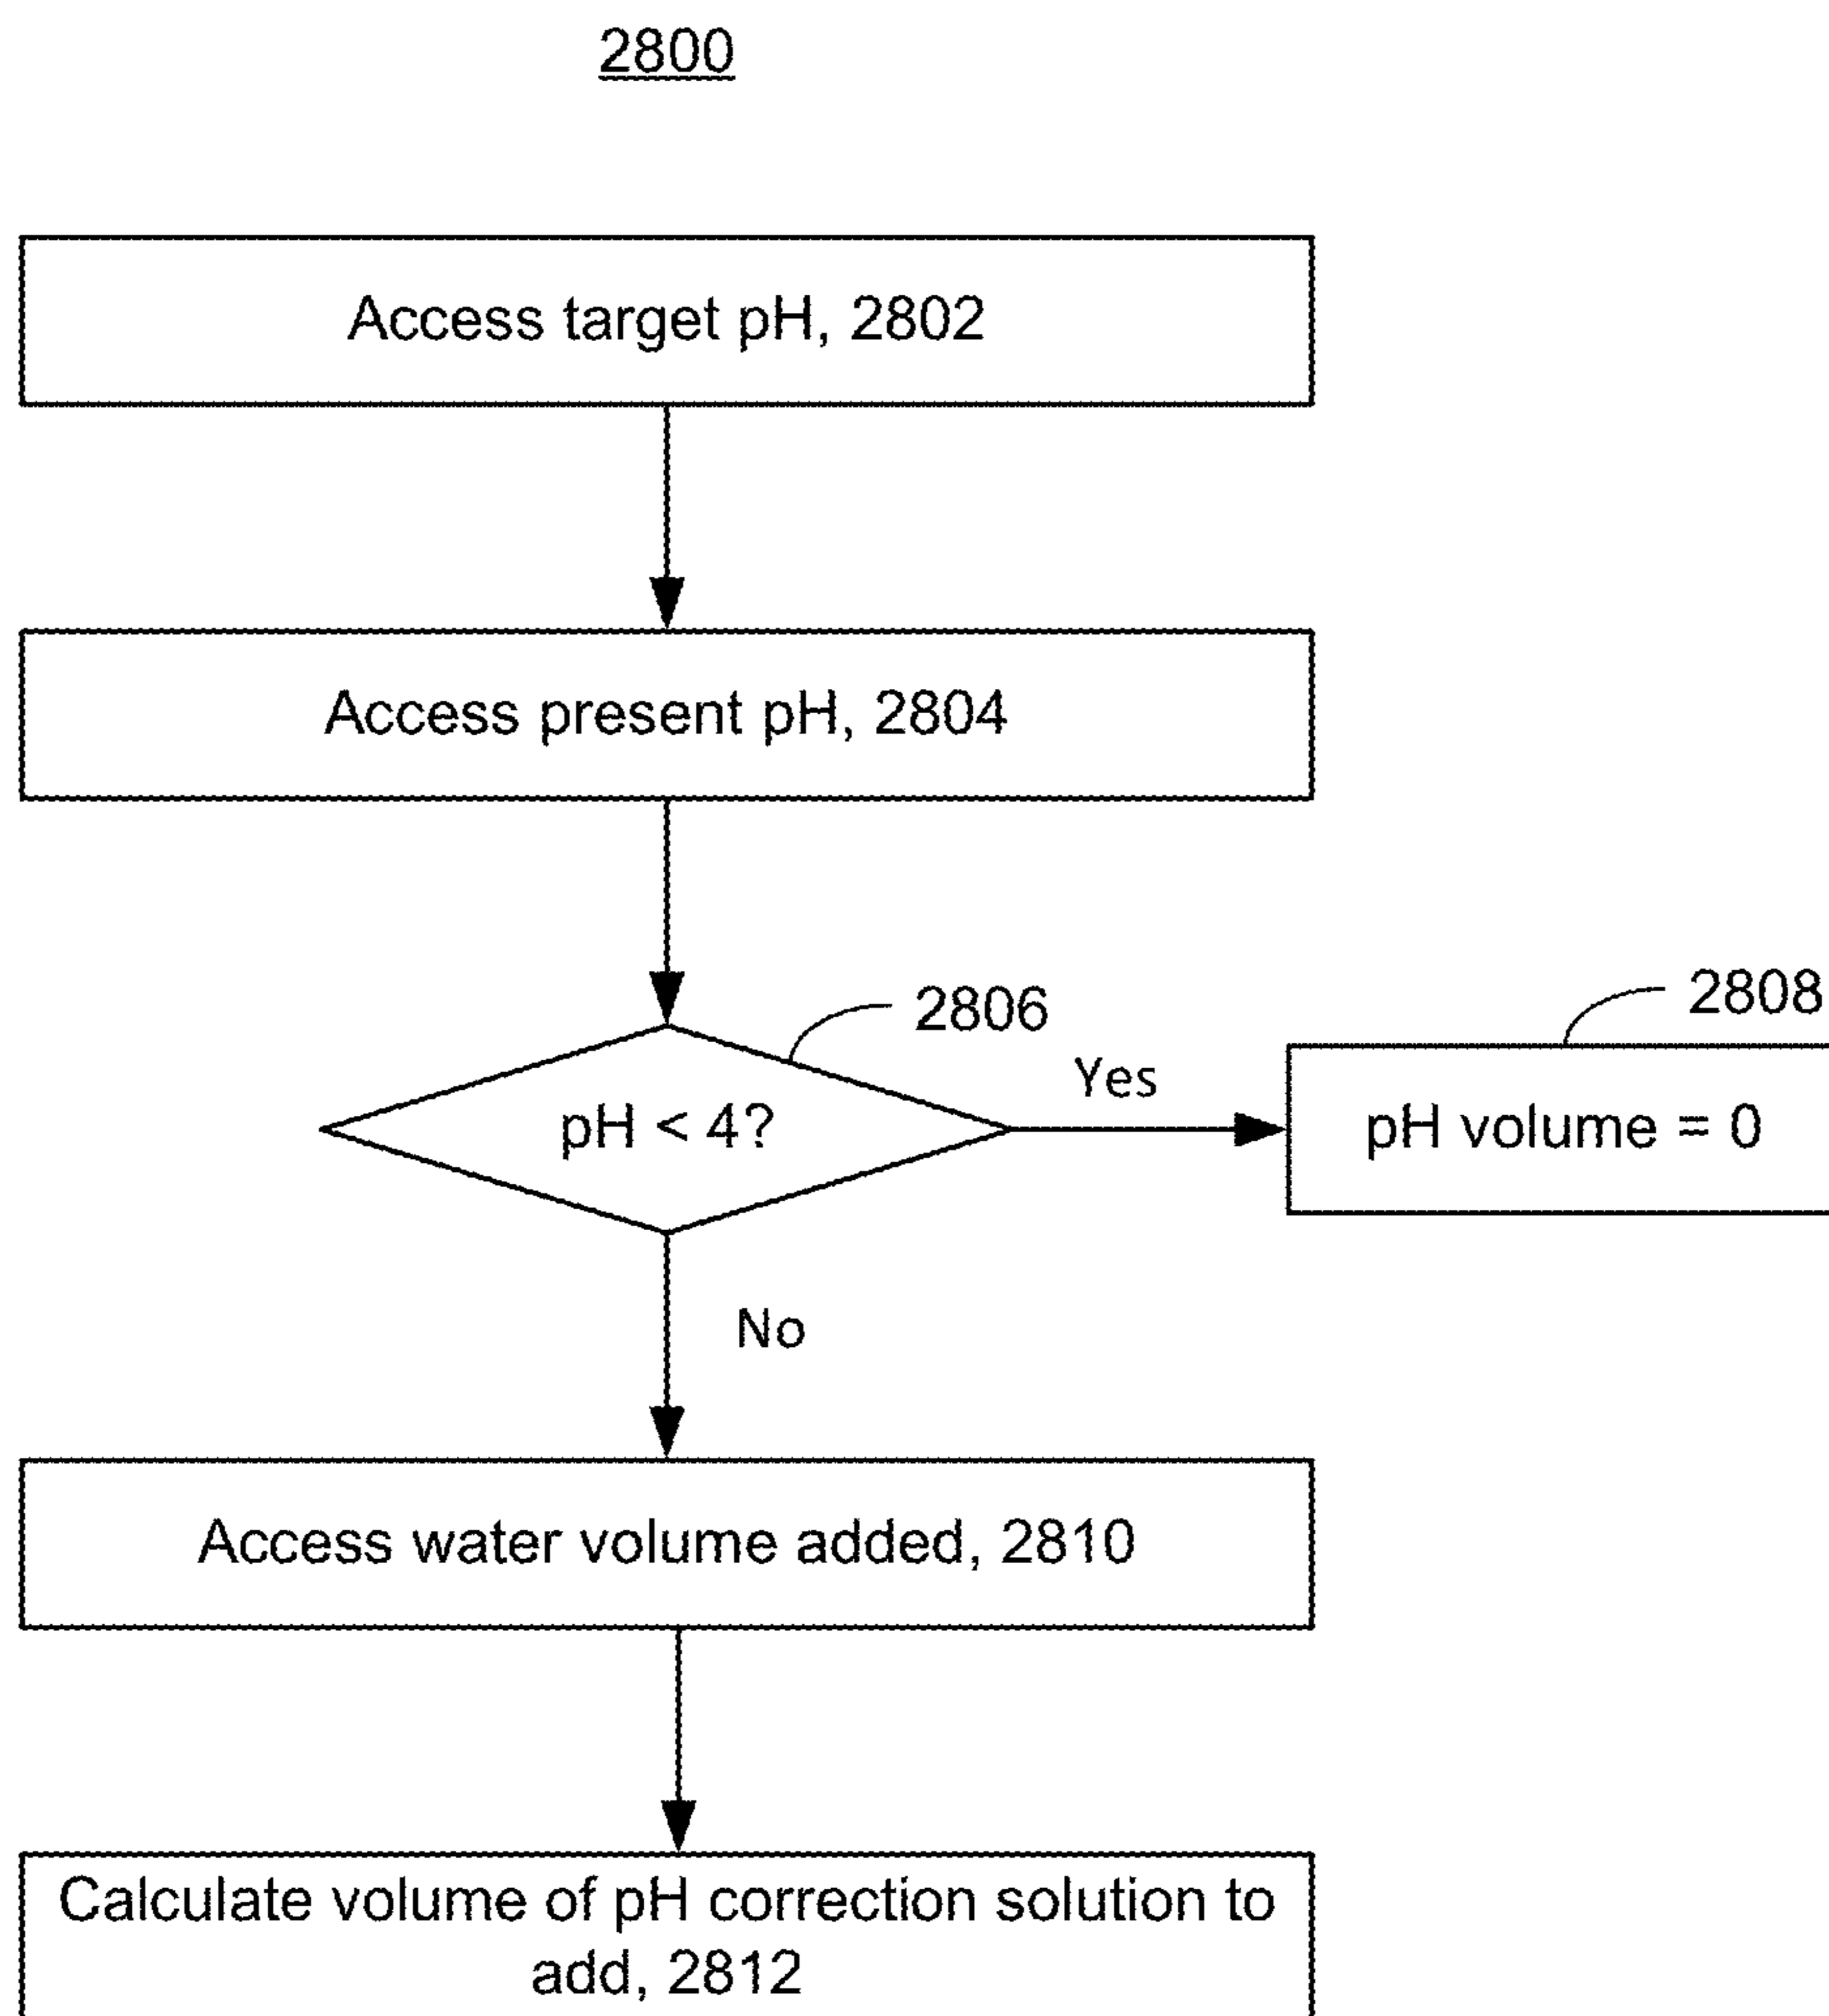 2800
Access target pH, 2802
Access present pH, 2804
2806
2808
pH < 4?
Yes
pH volume = 0
No
Access water volume added, 2810
Calculate volume of pH correction solution to
add, 2812